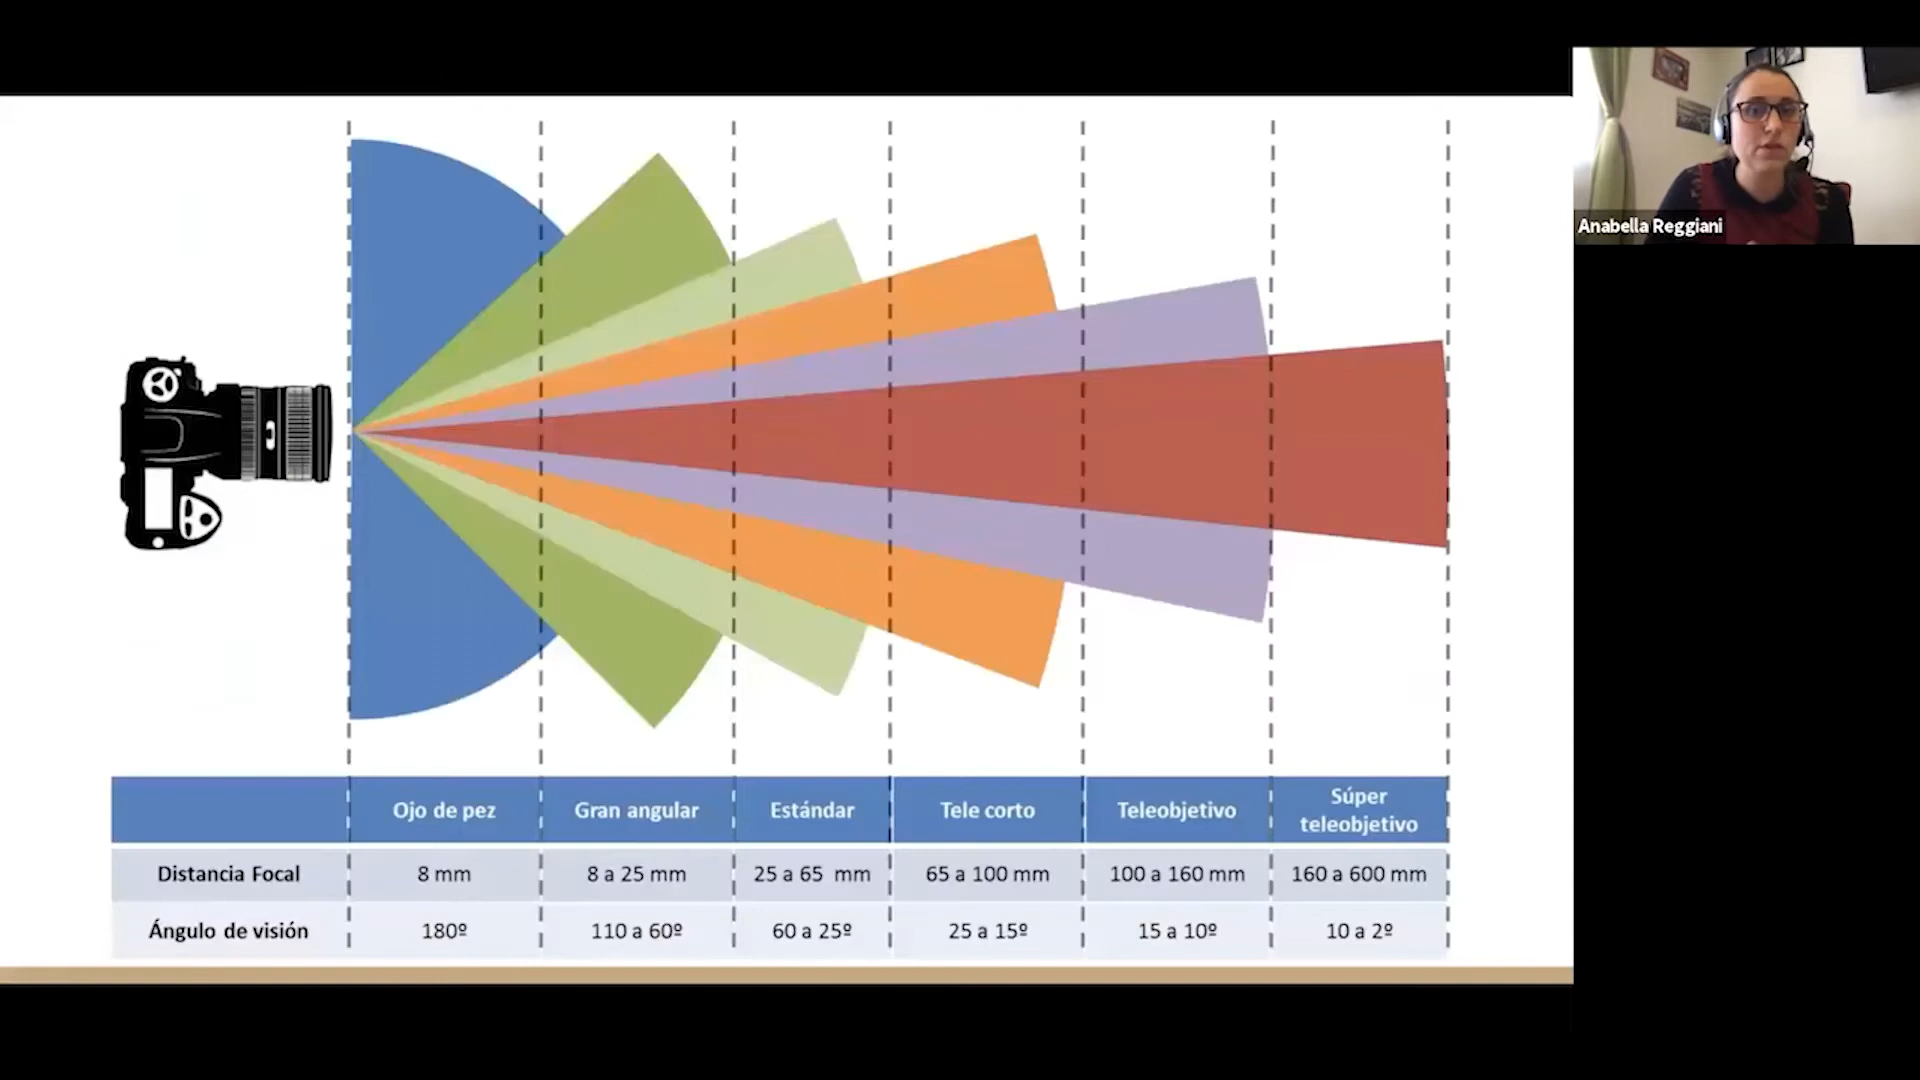 Anabella Reggiani
Ojo de pez Gran angular Estándar Tele corto Teleobjetivo Súper
teleobjetivo
Distancia Focal 8 mm 8 a 25 mm 25 a 65 mm 65 a 100 mm 100 a 160 mm 160 a 600 mm
Ángulo de visión 180º 110 a 60º 60 a 25º 25 a 15º 15 a 10º 10 a 2º